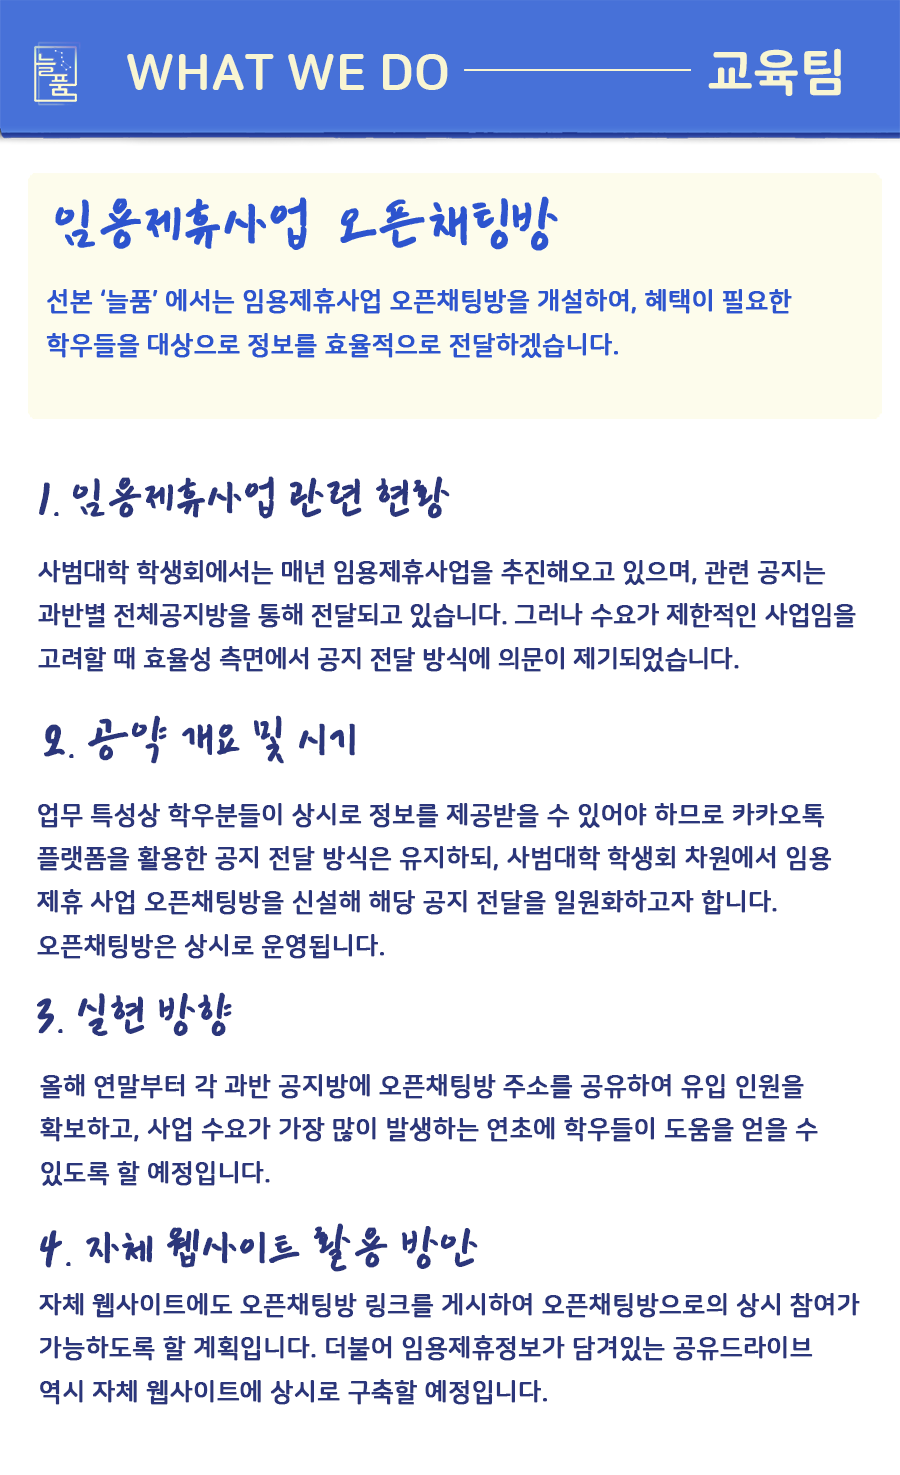 늘품
WHAT WE DO 교육팀
임용제휴사업 오픈채팅방
선본 ‘늘품’ 에서는 임용제휴사업 오픈채팅방을 개설하여, 혜택이 필요한
학우들을 대상으로 정보를 효율적으로 전달하겠습니다.
1. 임용제휴사업 관련 현황
사범대학 학생회에서는 매년 임용제휴사업을 추진해오고 있으며, 관련 공지는
과반별 전체공지방을 통해 전달되고 있습니다. 그러나 수요가 제한적인 사업임을
고려할 때 효율성 측면에서 공지 전달 방식에 의문이 제기되었습니다.
2. 공약 개요 및 시기
업무 특성상 학우분들이 상시로 정보를 제공받을 수 있어야 하므로 카카오톡
플랫폼을 활용한 공지 전달 방식은 유지하되, 사범대학 학생회 차원에서 임용
제휴 사업 오픈채팅방을 신설해 해당 공지 전달을 일원화하고자 합니다.
오픈채팅방은 상시로 운영됩니다.
3. 실현 방향
올해 연말부터 각 과반 공지방에 오픈채팅방 주소를 공유하여 유입 인원을
확보하고, 사업 수요가 가장 많이 발생하는 연초에 학우들이 도움을 얻을 수
있도록 할 예정입니다.
4. 자체 웹사이트 활용 방안
자체 웹사이트에도 오픈채팅방 링크를 게시하여 오픈채팅방으로의 상시 참여가
가능하도록 할 계획입니다. 더불어 임용제휴정보가 담겨있는 공유드라이브
역시 자체 웹사이트에 상시로 구축할 예정입니다.